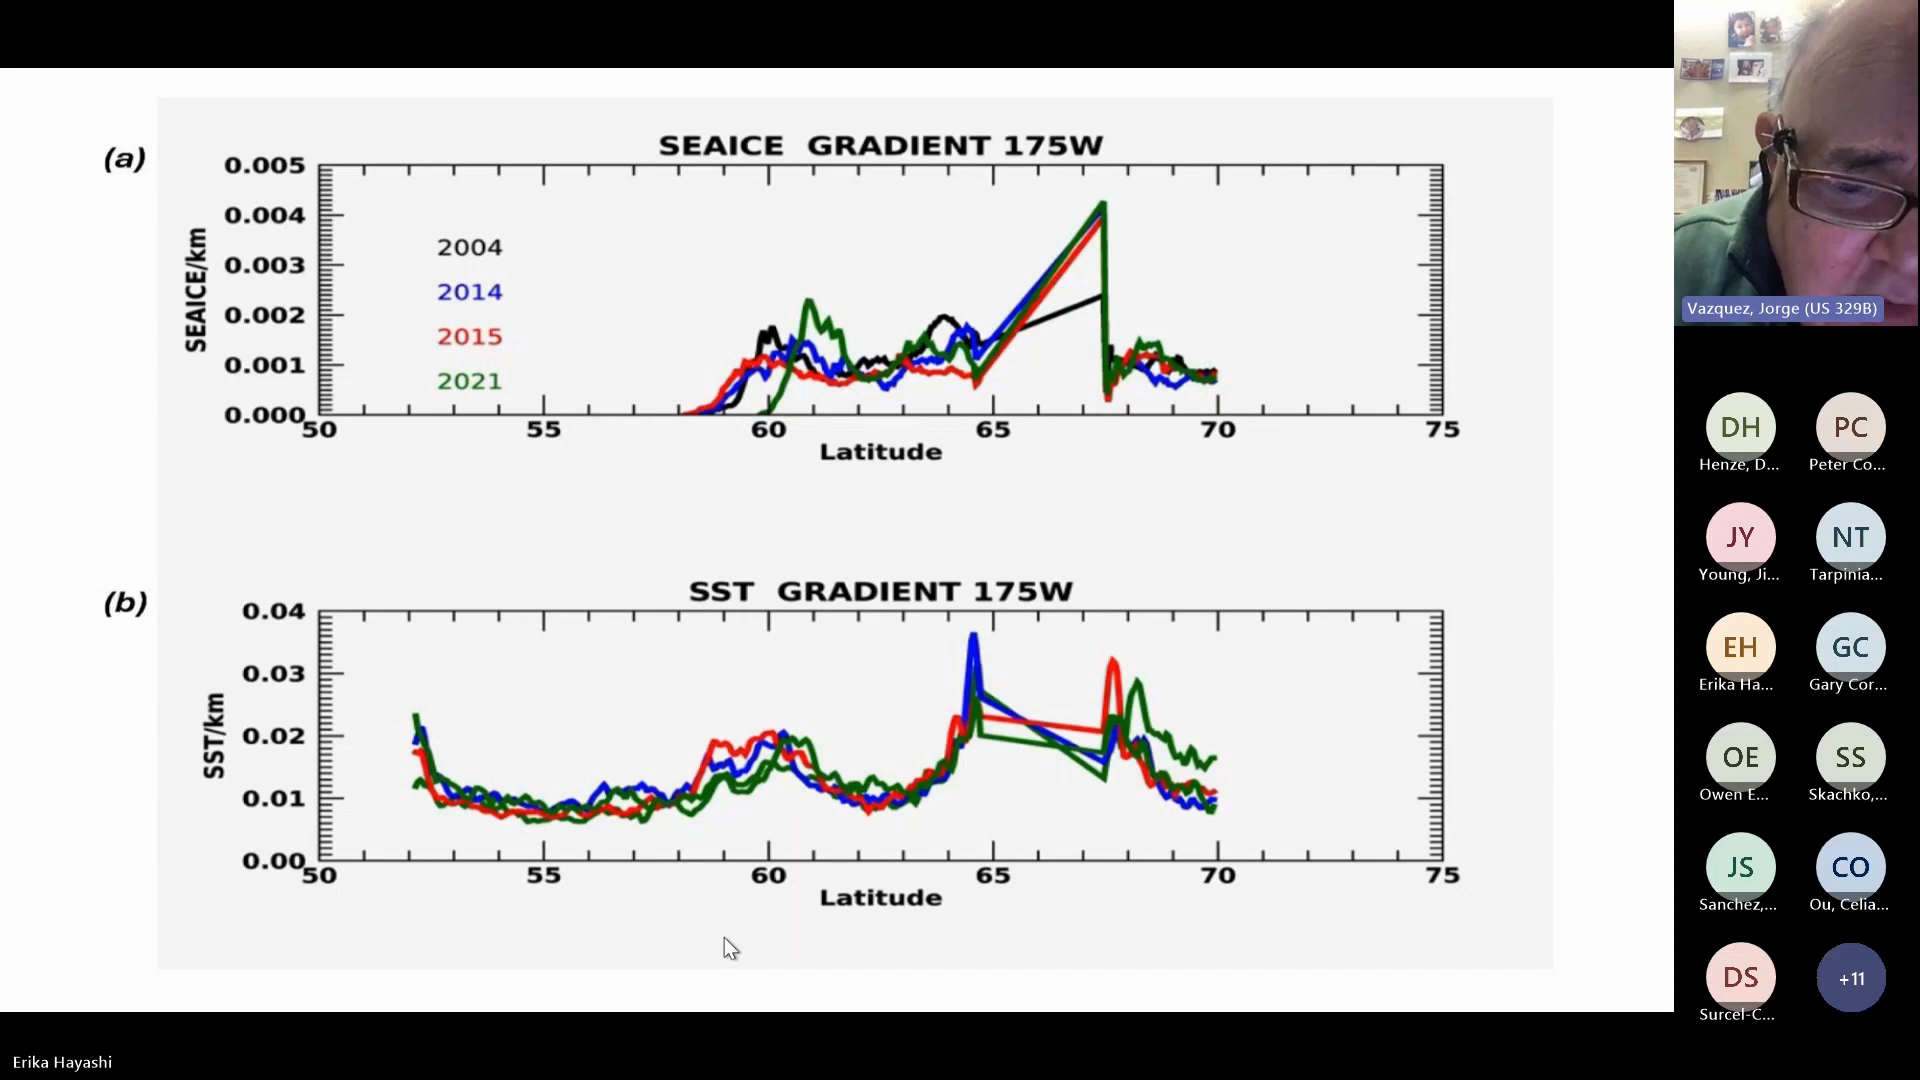 (a)
SEAICE GRADIENT 175W
0.005
0.004
0.003
0.002
0.001
0.000
SEAICE/km
2004
2014
2015
2021
50 55 60 65 70 75
Latitude
(b)
SST GRADIENT 175W
0.04
0.03
0.02
0.01
0.00
SST/km
50 55 60 65 70 75
Latitude
Erika Hayashi
Vazquez, Jorge (US 329B)
DH PC
Henze, D... Peter Co...
JY NT
Young, Ji... Tarpinia...
EH GC
Erika Ha... Gary Cor...
OE SS
Owen E... Skachko,...
JS CO
Sanchez,... Ou, Celia...
DS +11
Surcel-C...